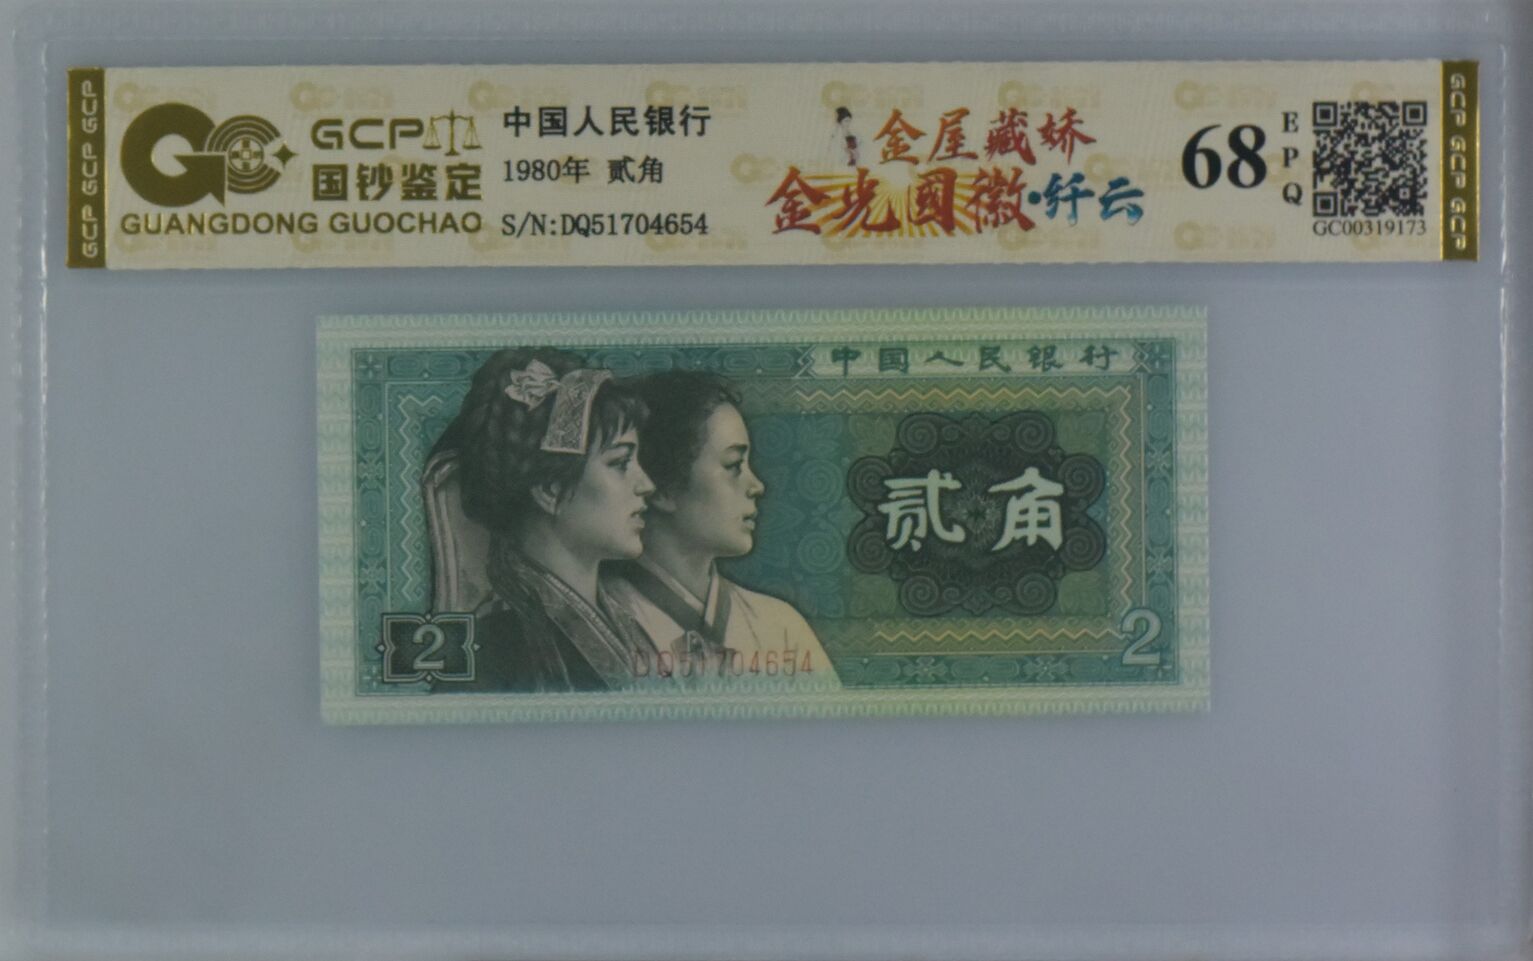 GCP GCP GCP
GCP
国钞鉴定
GUANGDONG GUOCHAO
中国人民银行
1980年 贰角
S/N:DQ51704654
金屋藏娇
金光國徽·纤云
68
EPQ
GC00319173
GCP GCP GCP
中国人民银行
贰角
2
2
DQ51704654